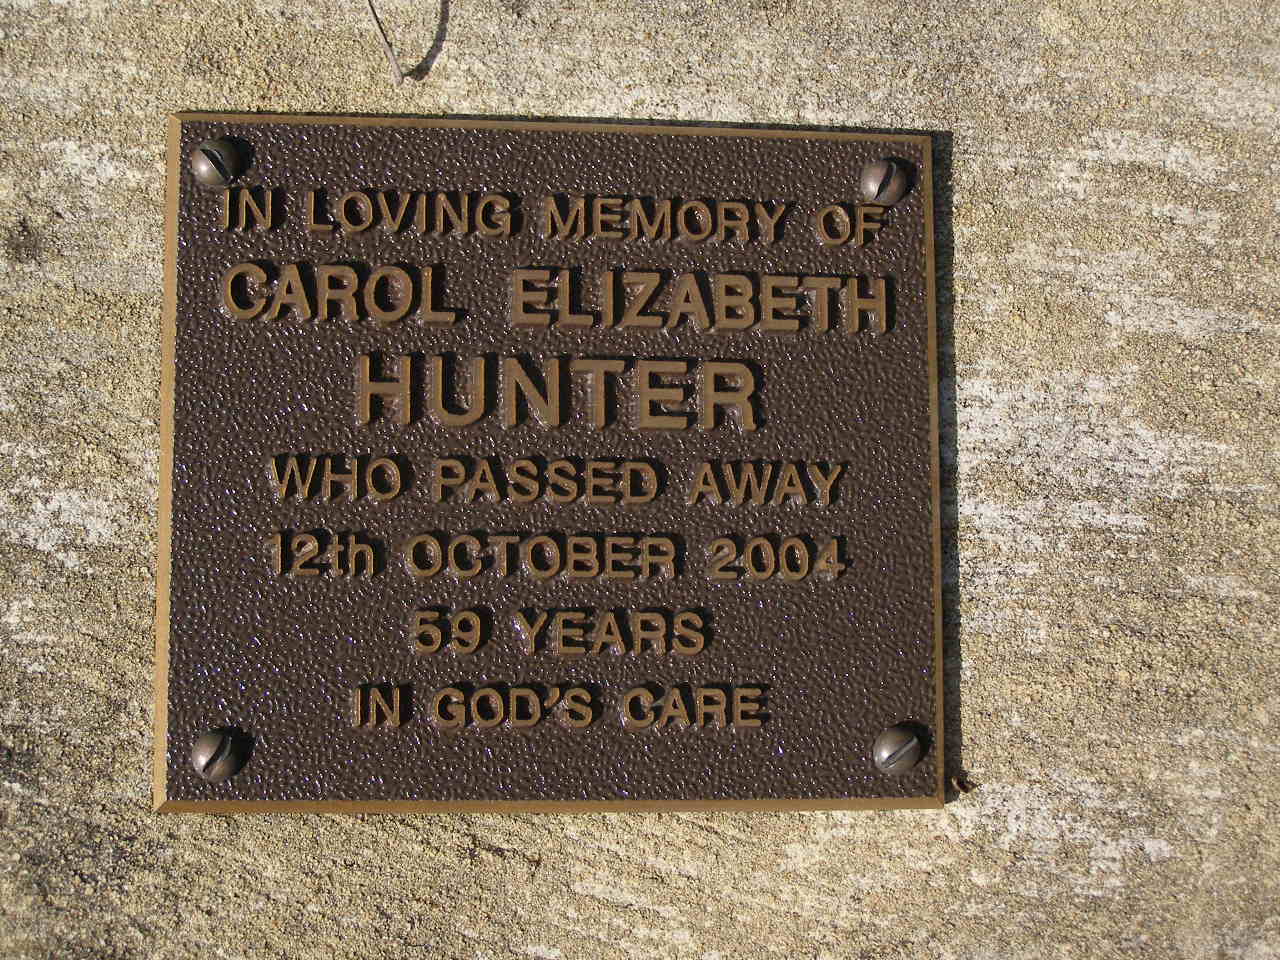 IN LOVING MEMORY OF
CAROL ELIZABETH
HUNTER
WHO PASSED AWAY
12th OCTOBER 2004
59 YEARS
IN GOD'S CARE